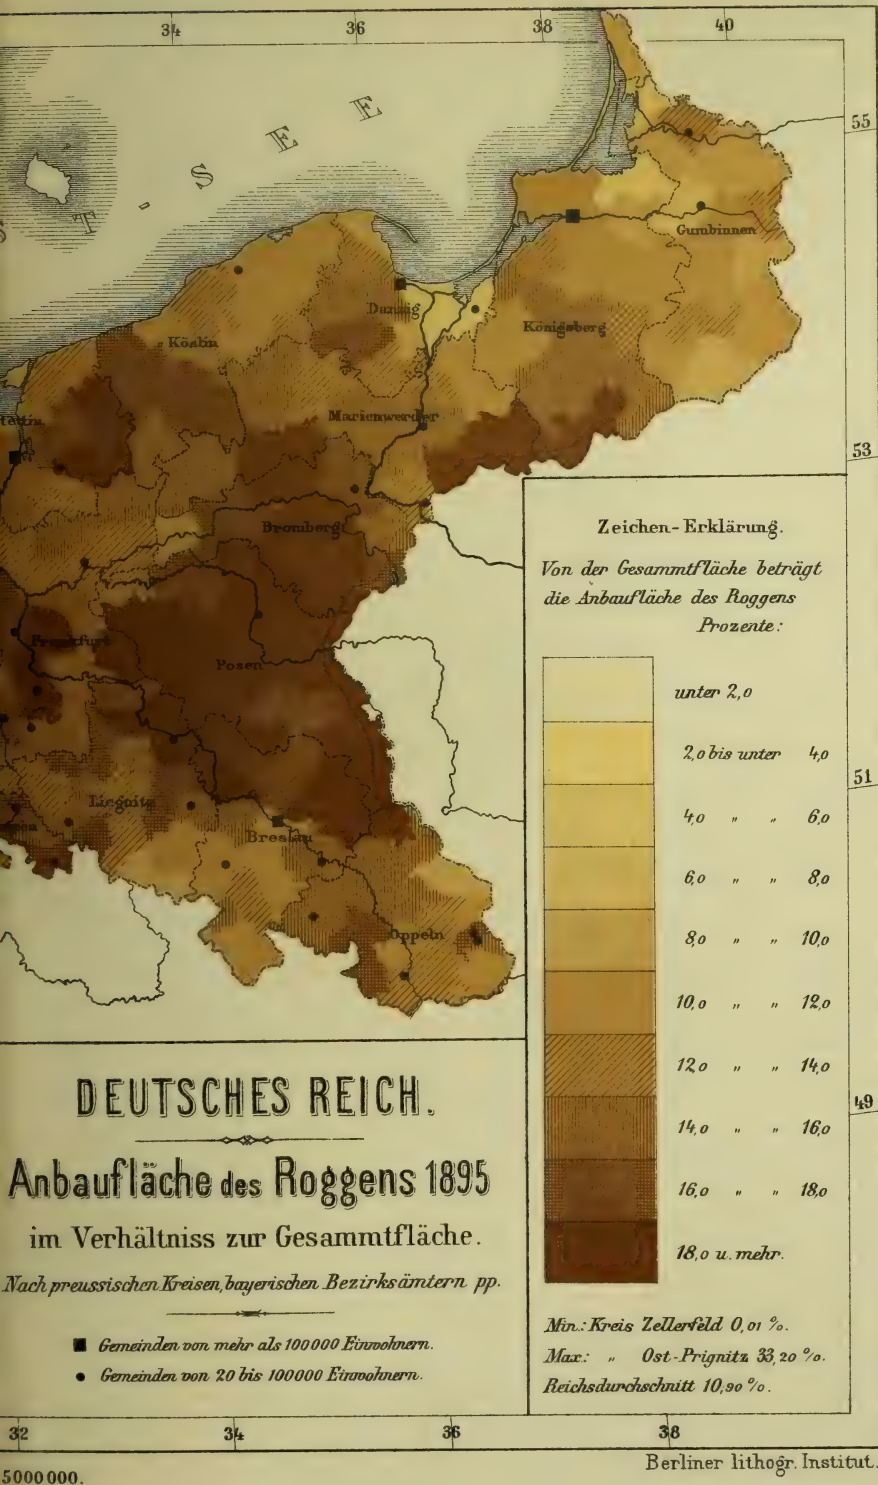 34 36 38 40
55
ST-SEE
Gumbinnen
Danzig
Königsberg
Köslin
Marienwerder
53
Bromberg
Frankfurt
Posen
51
Liegnitz
Breslau
Oppeln
49
Zeichen-Erklärung.
Von der Gesammtfläche beträgt
die Anbaufläche des Roggens
Prozente:
unter 2,0
2,0 bis unter 4,0
4,0 " " 6,0
6,0 " " 8,0
8,0 " " 10,0
10,0 " " 12,0
12,0 " " 14,0
14,0 " " 16,0
16,0 " " 18,0
18,0 u. mehr.
Min.: Kreis Zellerfeld 0,01 %.
Max.: " Ost-Prignitz 33,20 %.
Reichsdurchschnitt 10,90 %.
DEUTSCHES REICH.
Anbaufläche des Roggens 1895
im Verhältniss zur Gesammtfläche.
Nach preussischen Kreisen, bayerischen Bezirksämtern pp.
Gemeinden von mehr als 100000 Einwohnern.
Gemeinden von 20 bis 100000 Einwohnern.
32 34 36 38
5000000.
Berliner lithogr. Institut.